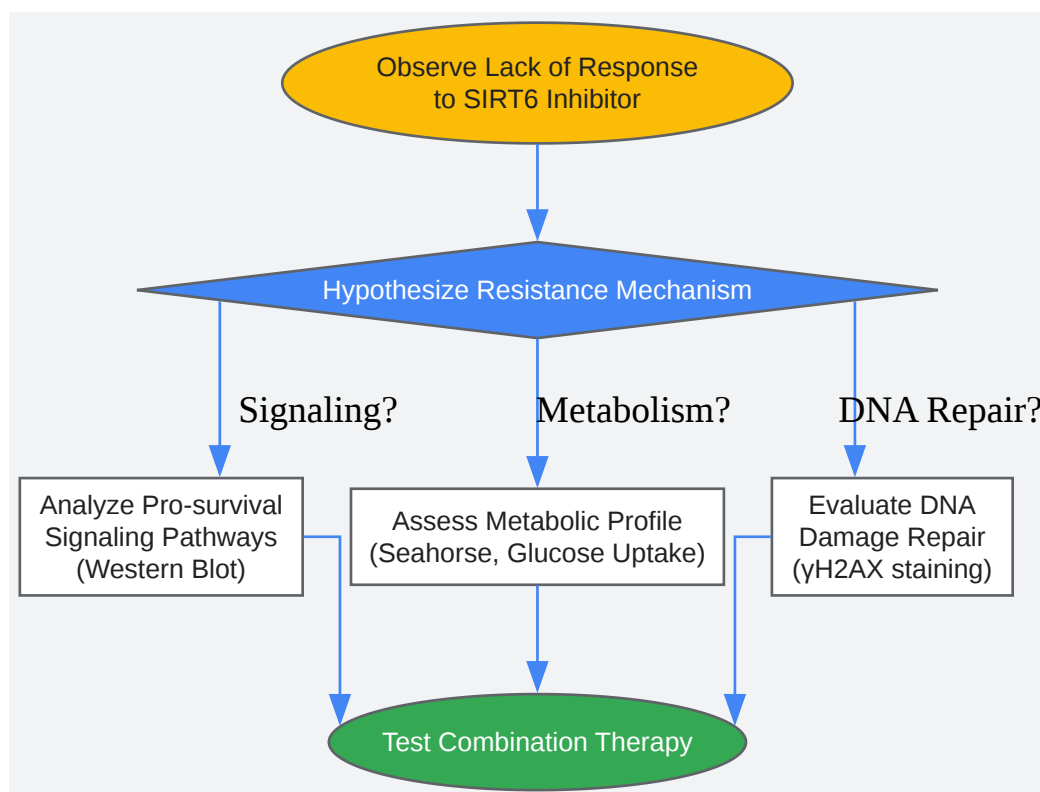 Observe Lack of Response
to SIRT6 Inhibitor
Hypothesize Resistance Mechanism
Signaling?
Metabolism?
DNA Repair?
Analyze Pro-survival
Signaling Pathways
(Western Blot)
Assess Metabolic Profile
(Seahorse, Glucose Uptake)
Evaluate DNA
Damage Repair
(γH2AX staining)
Test Combination Therapy